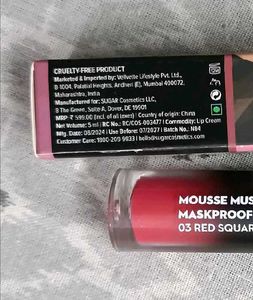 CRUELTY-FREE PRODUCT
Marketed & Imported by: Vellvette Lifestyle Pvt. Ltd.,
B-1004, Palatial Heights, Andheri (E), Mumbai 400072,
Maharashtra, India
Manufactured for: SUGAR Cosmetics LLC,
8 The Green, Suite A, Dover, DE 19901
MRP: ₹ 599.00 (Incl. of all taxes) | Country of origin: China
Net Volume: 5 ml | RC No.: RC/COS-003477 | Commodity: Lip Cream
Mfg. Date: 08/2024 | Use Before: 07/2027 | Batch No. N84
Customer Care: 1800-209-9933 | hello@sugarcosmetics.com
MOUSSE MUS
MASKPROOF
03 RED SQUAR